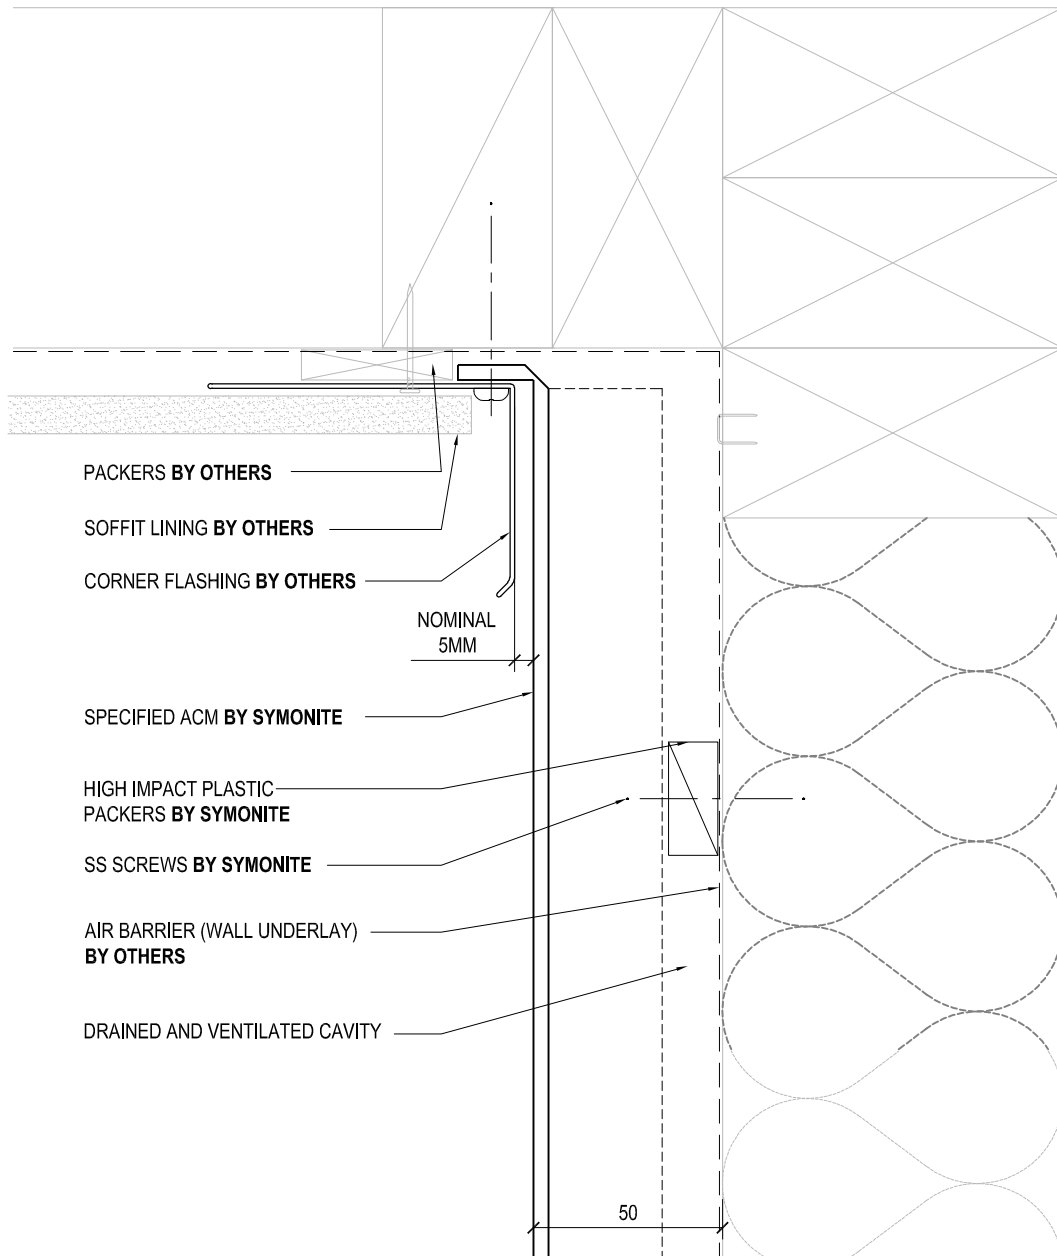 PACKERS BY OTHERS
SOFFIT LINING BY OTHERS
CORNER FLASHING BY OTHERS
NOMINAL
5MM
SPECIFIED ACM BY SYMONITE
HIGH IMPACT PLASTIC
PACKERS BY SYMONITE
SS SCREWS BY SYMONITE
AIR BARRIER (WALL UNDERLAY)
BY OTHERS
DRAINED AND VENTILATED CAVITY
50